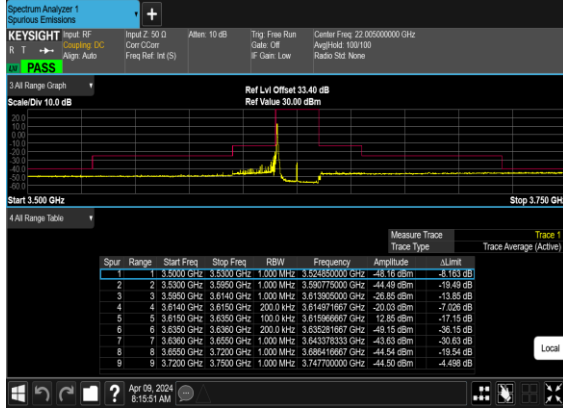 Spectrum Analyzer 1
Spurious Emissions
+
KEYSIGHT Input: RF Input Z: 50 Ω Atten: 10 dB Trig: Free Run Center Freq: 22.005000000 GHz
R T Coupling: DC Corr CCorr Gate: Off Avg|Hold: 100/100
Align: Auto Freq Ref: Int (S) IF Gain: Low Radio Std: None
PASS
3 All Range Graph Ref Lvl Offset 33.40 dB
Scale/Div 10.0 dB Ref Value 30.00 dBm
20.0
10.0
0.00
-10.0
-20.0
-30.0
-40.0
-50.0
-60.0
Start 3.500 GHz Stop 3.750 GHz
4 All Range Table
Measure Trace Trace 1
Trace Type Trace Average (Active)
Spur Range Start Freq Stop Freq RBW Frequency Amplitude ΔLimit
1 1 3.5000 GHz 3.5300 GHz 1.000 MHz 3.524850000 GHz -48.16 dBm -8.163 dB
2 2 3.5300 GHz 3.5950 GHz 1.000 MHz 3.590775000 GHz -44.49 dBm -19.49 dB
3 3 3.5950 GHz 3.6140 GHz 1.000 MHz 3.613905000 GHz -26.85 dBm -13.85 dB
4 4 3.6140 GHz 3.6150 GHz 200.0 kHz 3.614971667 GHz -20.03 dBm -7.026 dB
5 5 3.6150 GHz 3.6350 GHz 100.0 kHz 3.615966667 GHz 12.85 dBm -17.15 dB
6 6 3.6350 GHz 3.6360 GHz 200.0 kHz 3.635281667 GHz -49.15 dBm -36.15 dB
7 7 3.6360 GHz 3.6550 GHz 1.000 MHz 3.643378333 GHz -43.63 dBm -30.63 dB
8 8 3.6550 GHz 3.7200 GHz 1.000 MHz 3.686416667 GHz -44.54 dBm -19.54 dB
9 9 3.7200 GHz 3.7500 GHz 1.000 MHz 3.747700000 GHz -44.50 dBm -4.498 dB
Local
? Apr 09, 2024
8:15:51 AM